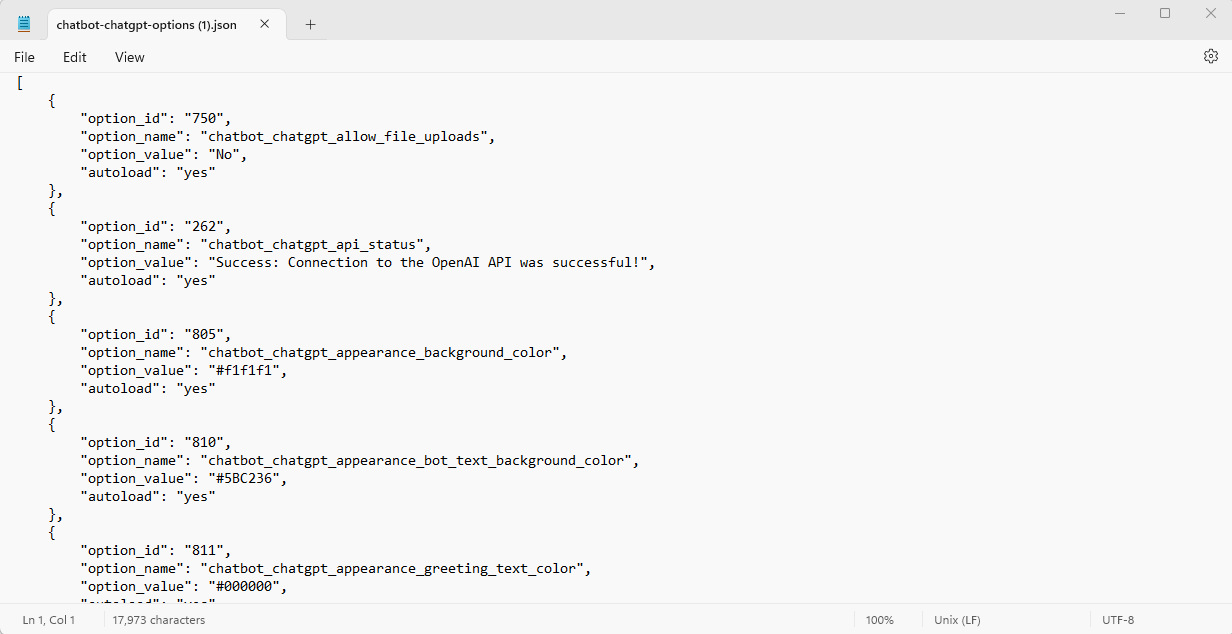 chatbot-chatgpt-options (1).json
File Edit View
[
    {
        "option_id": "750",
        "option_name": "chatbot_chatgpt_allow_file_uploads",
        "option_value": "No",
        "autoload": "yes"
    },
    {
        "option_id": "262",
        "option_name": "chatbot_chatgpt_api_status",
        "option_value": "Success: Connection to the OpenAI API was successful!",
        "autoload": "yes"
    },
    {
        "option_id": "805",
        "option_name": "chatbot_chatgpt_appearance_background_color",
        "option_value": "#f1f1f1",
        "autoload": "yes"
    },
    {
        "option_id": "810",
        "option_name": "chatbot_chatgpt_appearance_bot_text_background_color",
        "option_value": "#5BC236",
        "autoload": "yes"
    },
    {
        "option_id": "811",
        "option_name": "chatbot_chatgpt_appearance_greeting_text_color",
        "option_value": "#000000",
        "autoload": "yes"
Ln 1, Col 1 17,973 characters 100% Unix (LF) UTF-8